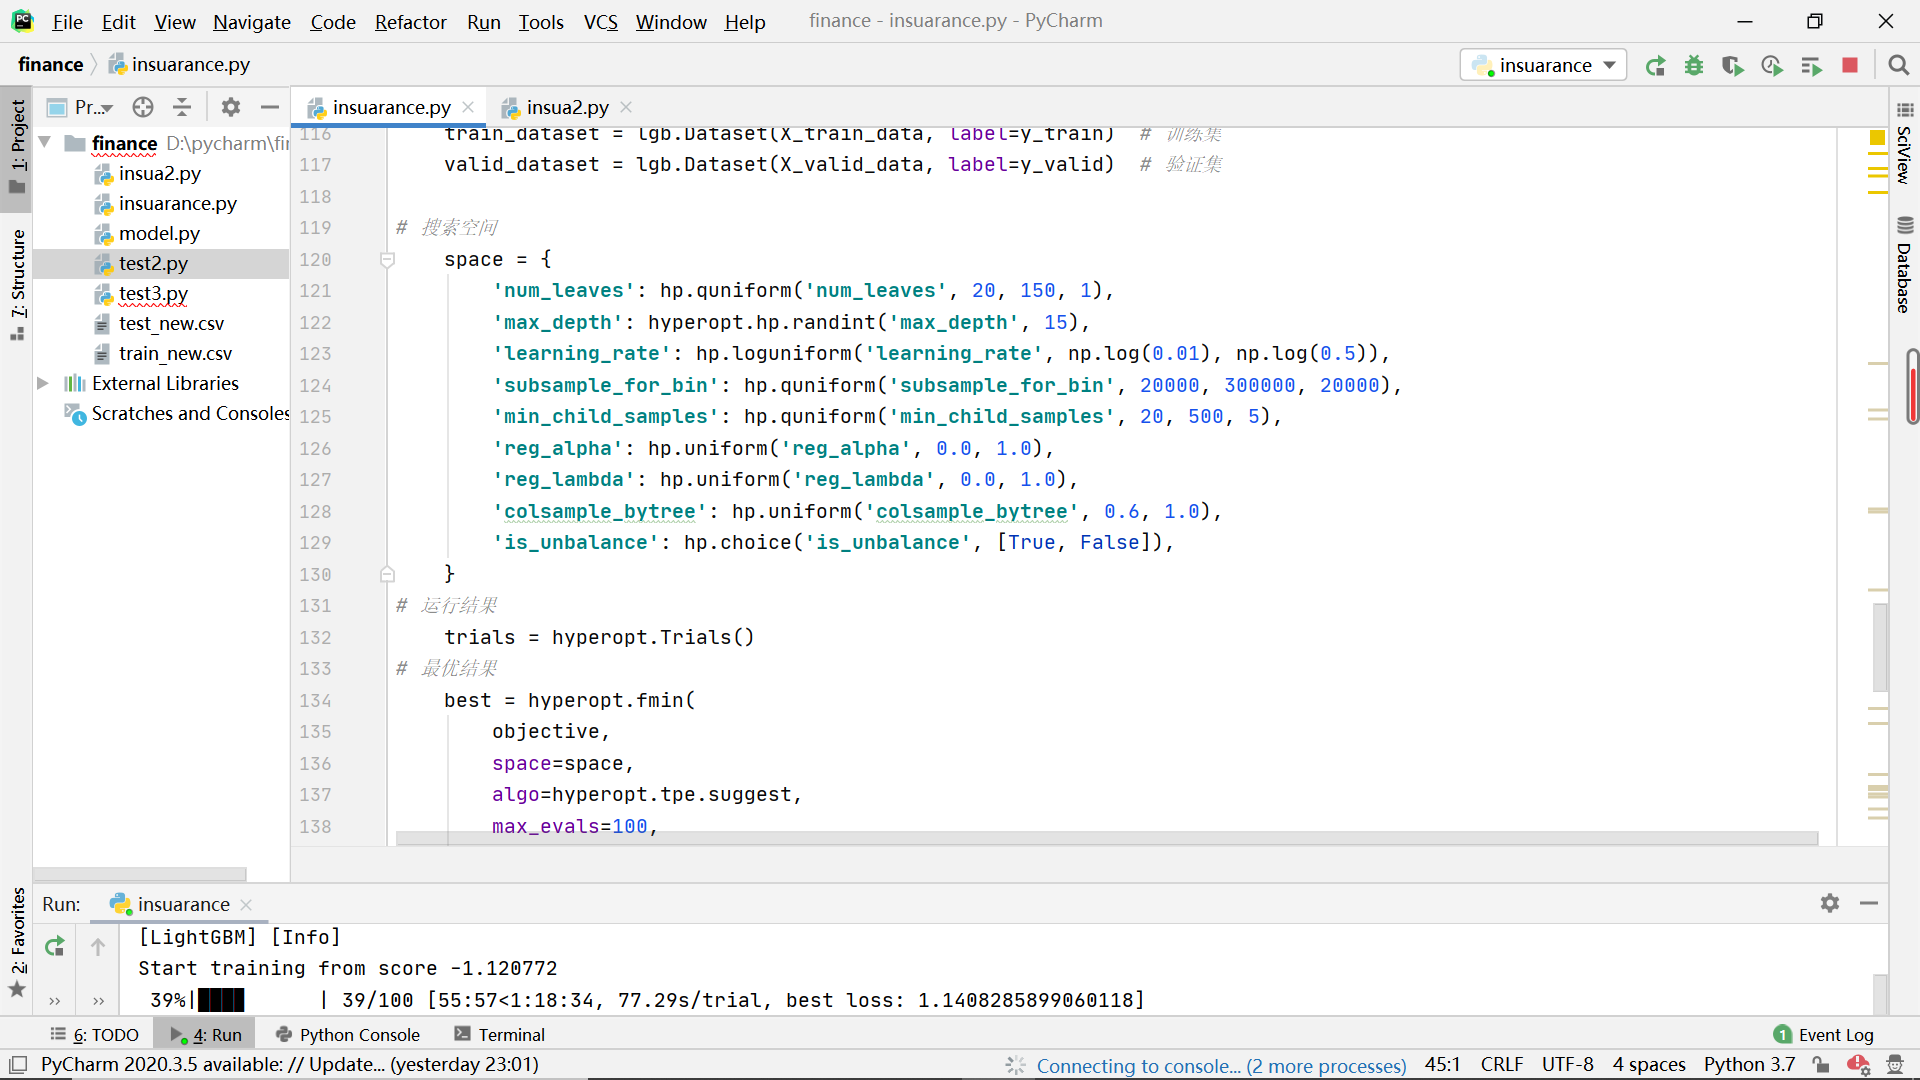 File Edit View Navigate Code Refactor Run Tools VCS Window Help finance - insuarance.py - PyCharm
finance insuarance.py insuarance
1: Project
7: Structure
2: Favorites
Pr...
finance D:\pycharm\fi
insua2.py
insuarance.py
model.py
test2.py
test3.py
test_new.csv
train_new.csv
External Libraries
Scratches and Consoles
insuarance.py insua2.py
116 train_dataset = lgb.Dataset(X_train_data, label=y_train) # 训练集
117 valid_dataset = lgb.Dataset(X_valid_data, label=y_valid) # 验证集
118
119 # 搜索空间
120 space = {
121 'num_leaves': hp.quniform('num_leaves', 20, 150, 1),
122 'max_depth': hyperopt.hp.randint('max_depth', 15),
123 'learning_rate': hp.loguniform('learning_rate', np.log(0.01), np.log(0.5)),
124 'subsample_for_bin': hp.quniform('subsample_for_bin', 20000, 300000, 20000),
125 'min_child_samples': hp.quniform('min_child_samples', 20, 500, 5),
126 'reg_alpha': hp.uniform('reg_alpha', 0.0, 1.0),
127 'reg_lambda': hp.uniform('reg_lambda', 0.0, 1.0),
128 'colsample_bytree': hp.uniform('colsample_bytree', 0.6, 1.0),
129 'is_unbalance': hp.choice('is_unbalance', [True, False]),
130 }
131 # 运行结果
132 trials = hyperopt.Trials()
133 # 最优结果
134 best = hyperopt.fmin(
135 objective,
136 space=space,
137 algo=hyperopt.tpe.suggest,
138 max_evals=100,
SciView
Database
Run: insuarance
[LightGBM] [Info]
Start training from score -1.120772
39%|████ | 39/100 [55:57<1:18:34, 77.29s/trial, best loss: 1.1408285899060118]
6: TODO 4: Run Python Console Terminal 1 Event Log
PyCharm 2020.3.5 available: // Update... (yesterday 23:01) Connecting to console... (2 more processes) 45:1 CRLF UTF-8 4 spaces Python 3.7